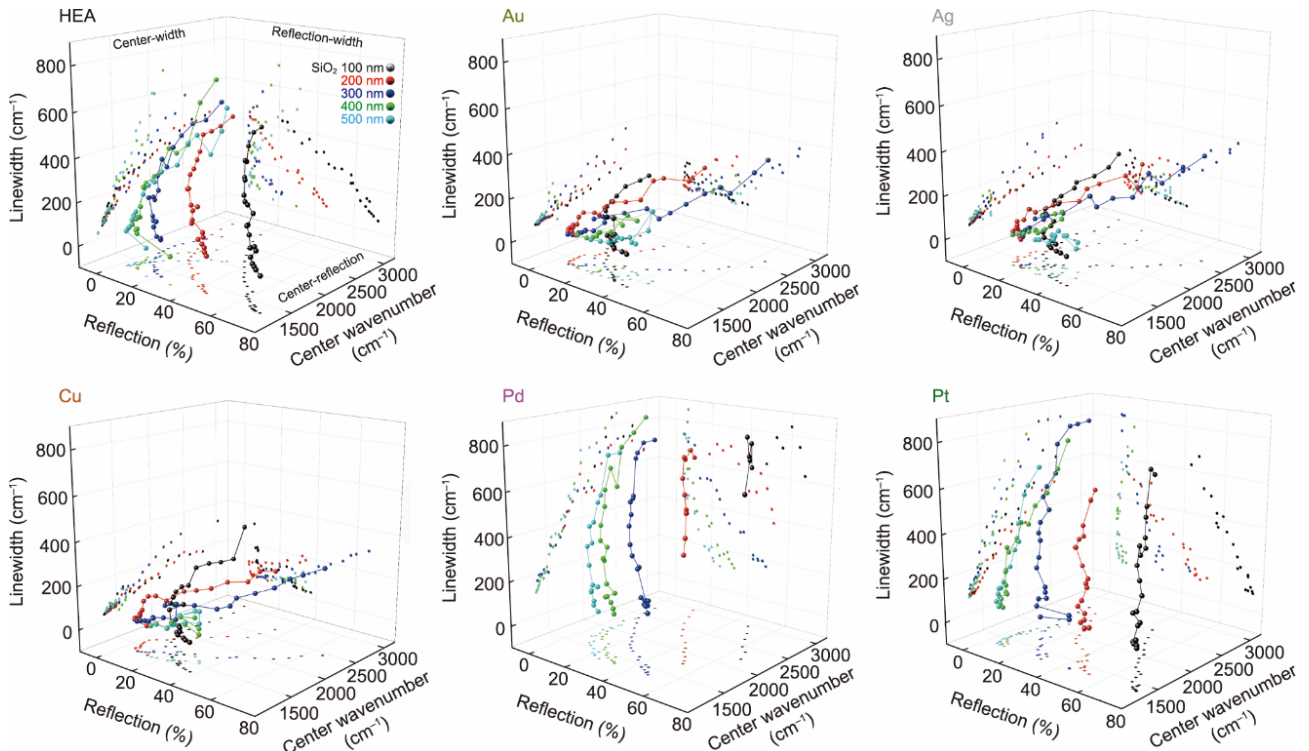 HEA
Center-width
Reflection-width
SiO₂ 100 nm
200 nm
300 nm
400 nm
500 nm
Center-reflection
Linewidth (cm⁻¹)
800
600
400
200
0
0
20
40
60
80
Reflection (%)
1500
2000
2500
3000
Center wavenumber
(cm⁻¹)
Au
Linewidth (cm⁻¹)
800
600
400
200
0
0
20
40
60
80
Reflection (%)
1500
2000
2500
3000
Center wavenumber
(cm⁻¹)
Ag
Linewidth (cm⁻¹)
800
600
400
200
0
0
20
40
60
80
Reflection (%)
1500
2000
2500
3000
Center wavenumber
(cm⁻¹)
Cu
Linewidth (cm⁻¹)
800
600
400
200
0
0
20
40
60
80
Reflection (%)
1500
2000
2500
3000
Center wavenumber
(cm⁻¹)
Pd
Linewidth (cm⁻¹)
800
600
400
200
0
0
20
40
60
80
Reflection (%)
1500
2000
2500
3000
Center wavenumber
(cm⁻¹)
Pt
Linewidth (cm⁻¹)
800
600
400
200
0
0
20
40
60
80
Reflection (%)
1500
2000
2500
3000
Center wavenumber
(cm⁻¹)